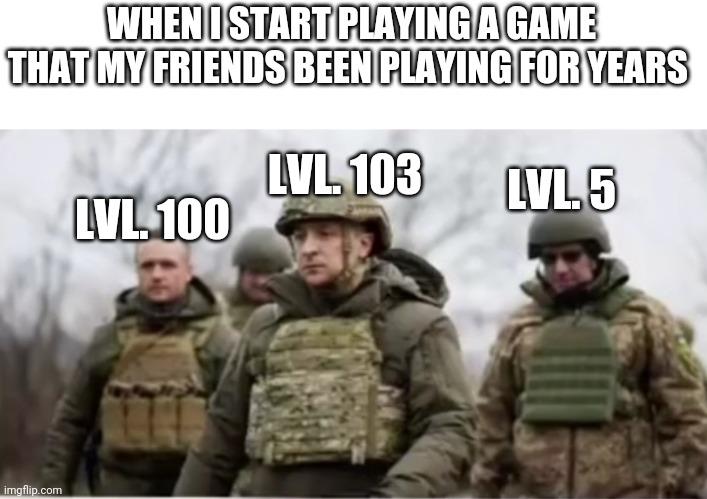 WHEN I START PLAYING A GAME
THAT MY FRIENDS BEEN PLAYING FOR YEARS
LVL. 103
LVL. 5
LVL. 100
imgflip.com